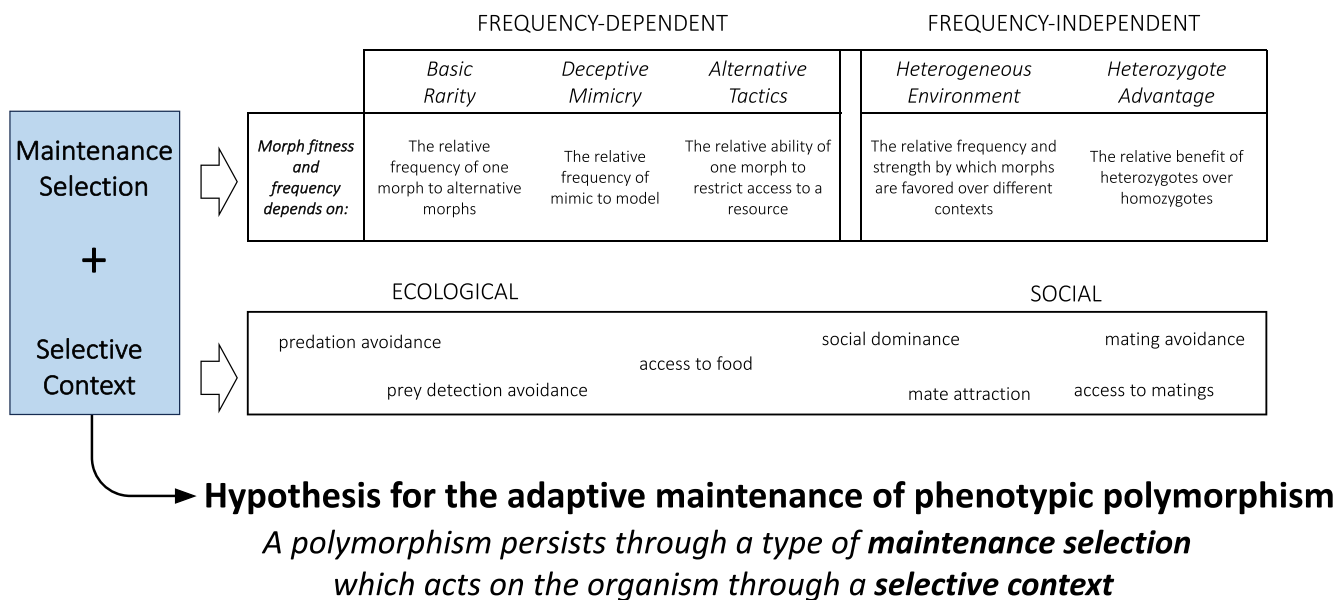 FREQUENCY-DEPENDENT
FREQUENCY-INDEPENDENT
Basic
Rarity
Deceptive
Mimicry
Alternative
Tactics
Heterogeneous
Environment
Heterozygote
Advantage
Maintenance
Selection
+
Selective
Context
Morph fitness
and
frequency
depends on:
The relative
frequency of one
morph to alternative
morphs
The relative
frequency of
mimic to model
The relative ability of
one morph to
restrict access to a
resource
The relative frequency and
strength by which morphs
are favored over different
contexts
The relative benefit of
heterozygotes over
homozygotes
ECOLOGICAL
SOCIAL
predation avoidance
prey detection avoidance
access to food
social dominance
mate attraction
mating avoidance
access to matings
Hypothesis for the adaptive maintenance of phenotypic polymorphism
A polymorphism persists through a type of maintenance selection
which acts on the organism through a selective context